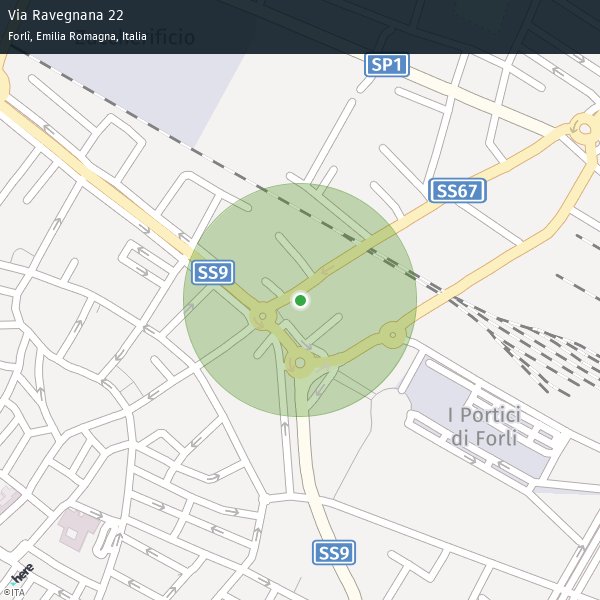 Via Ravegnana 22
Forlì, Emilia Romagna, Italia
SP1
SS67
SS9
I Portici
di Forlì
SS9
here
©ITA